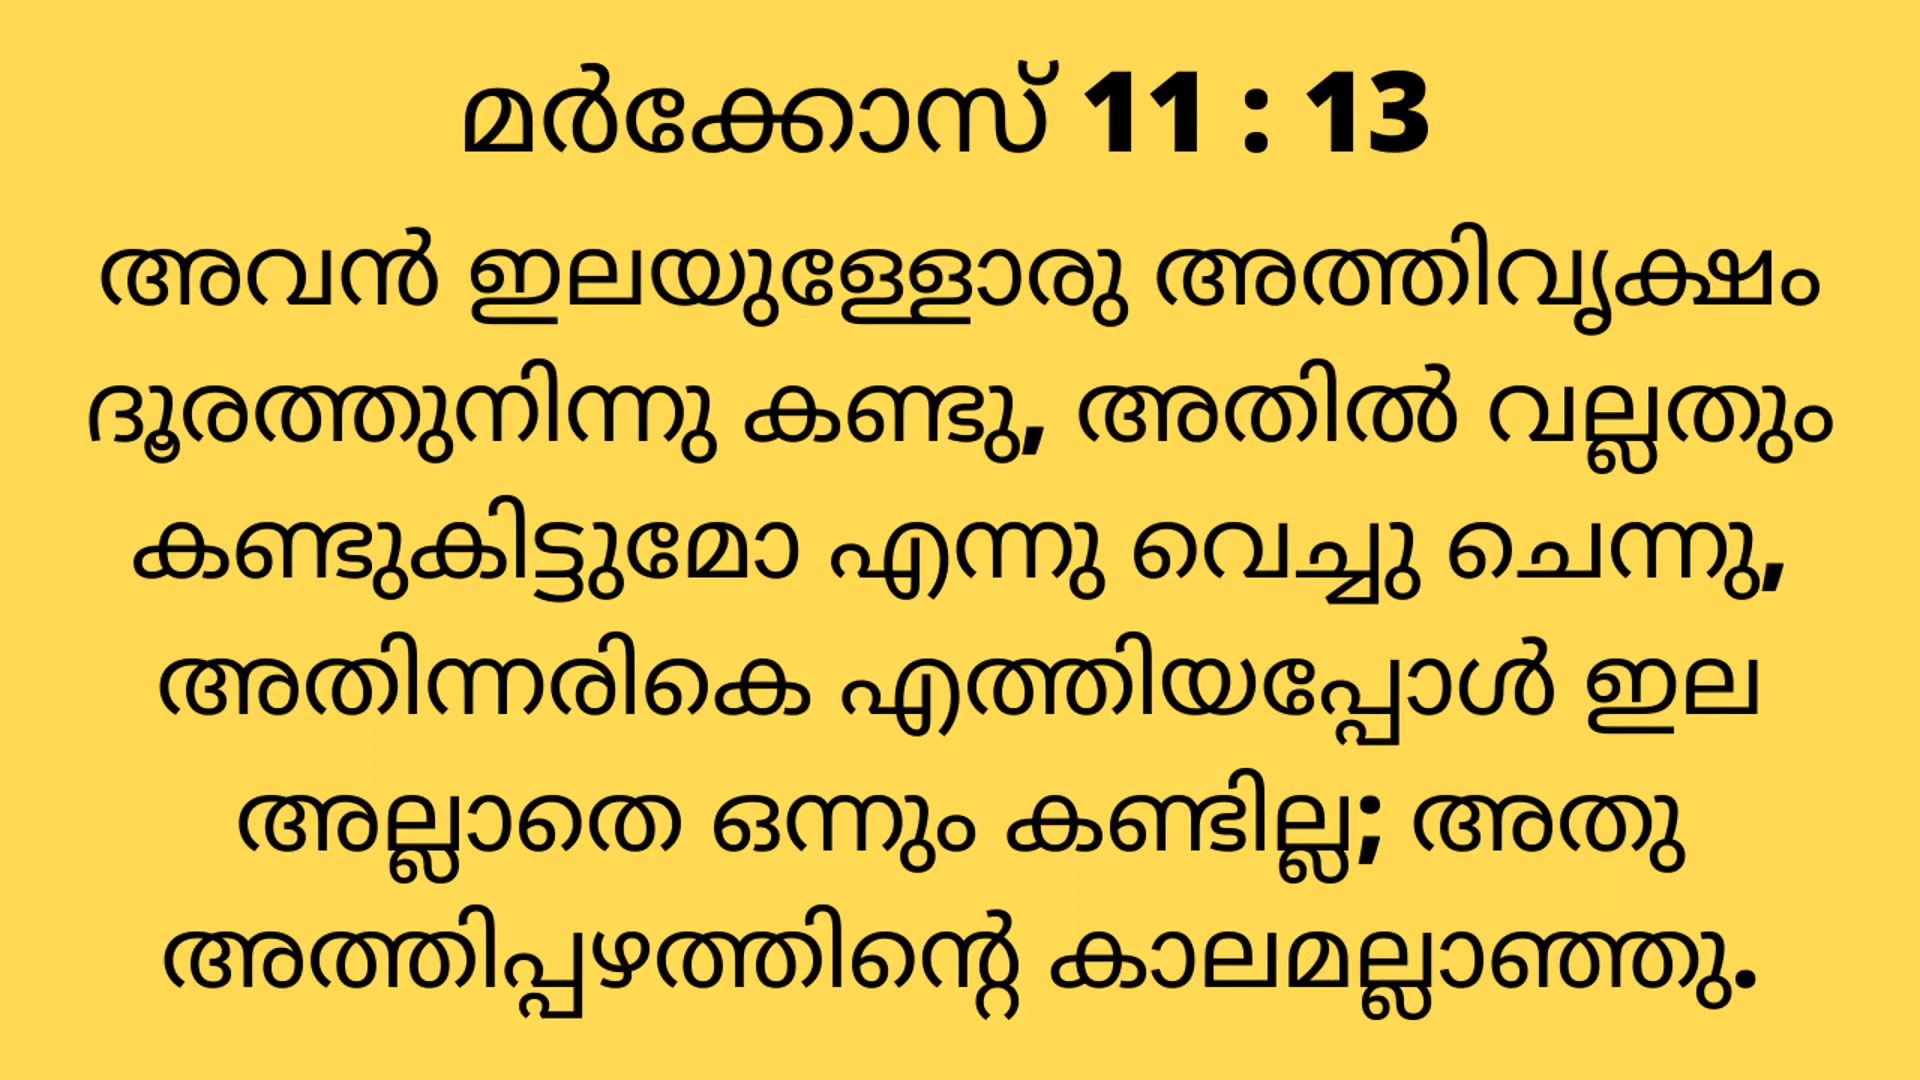 മർക്കോസ് 11 : 13
അവൻ ഇലയുള്ളോരു അത്തിവൃക്ഷം
ദൂരത്തുനിന്നു കണ്ടു, അതിൽ വല്ലതും
കണ്ടുകിട്ടുമോ എന്നു വെച്ചു ചെന്നു,
അതിന്നരികെ എത്തിയപ്പോൾ ഇല
അല്ലാതെ ഒന്നും കണ്ടില്ല; അതു
അത്തിപ്പഴത്തിന്റെ കാലമല്ലാഞ്ഞു.